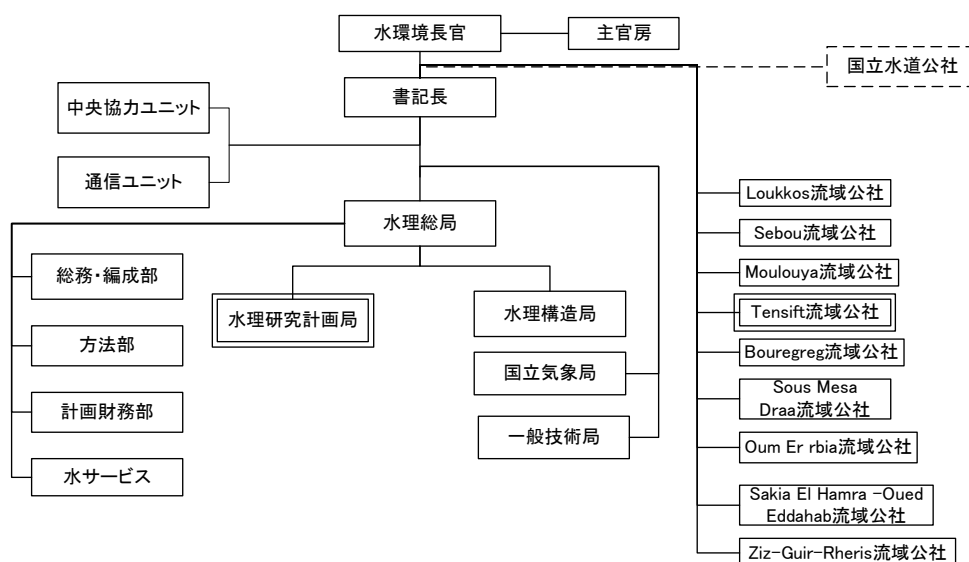 水環境長官
主官房
国立水道公社
書記長
中央協力ユニット
通信ユニット
水理総局
総務・編成部
方法部
計画財務部
水サービス
水理研究計画局
水理構造局
国立気象局
一般技術局
Loukkos流域公社
Sebou流域公社
Moulouya流域公社
Tensift流域公社
Bouregreg流域公社
Sous Mesa
Draa流域公社
Oum Er rbia流域公社
Sakia El Hamra -Oued
Eddahab流域公社
Ziz-Guir-Rheris流域公社